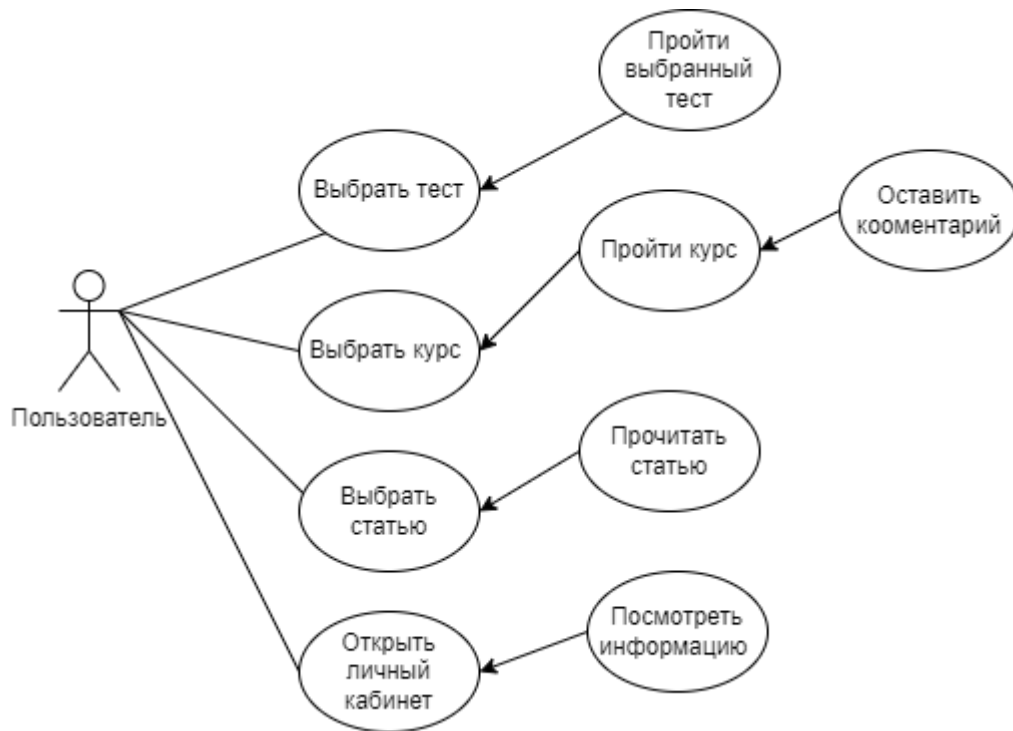 Пройти
выбранный
тест
Выбрать тест
Оставить
кооментарий
Пройти курс
Выбрать курс
Пользователь
Прочитать
статью
Выбрать
статью
Посмотреть
информацию
Открыть
личный
кабинет